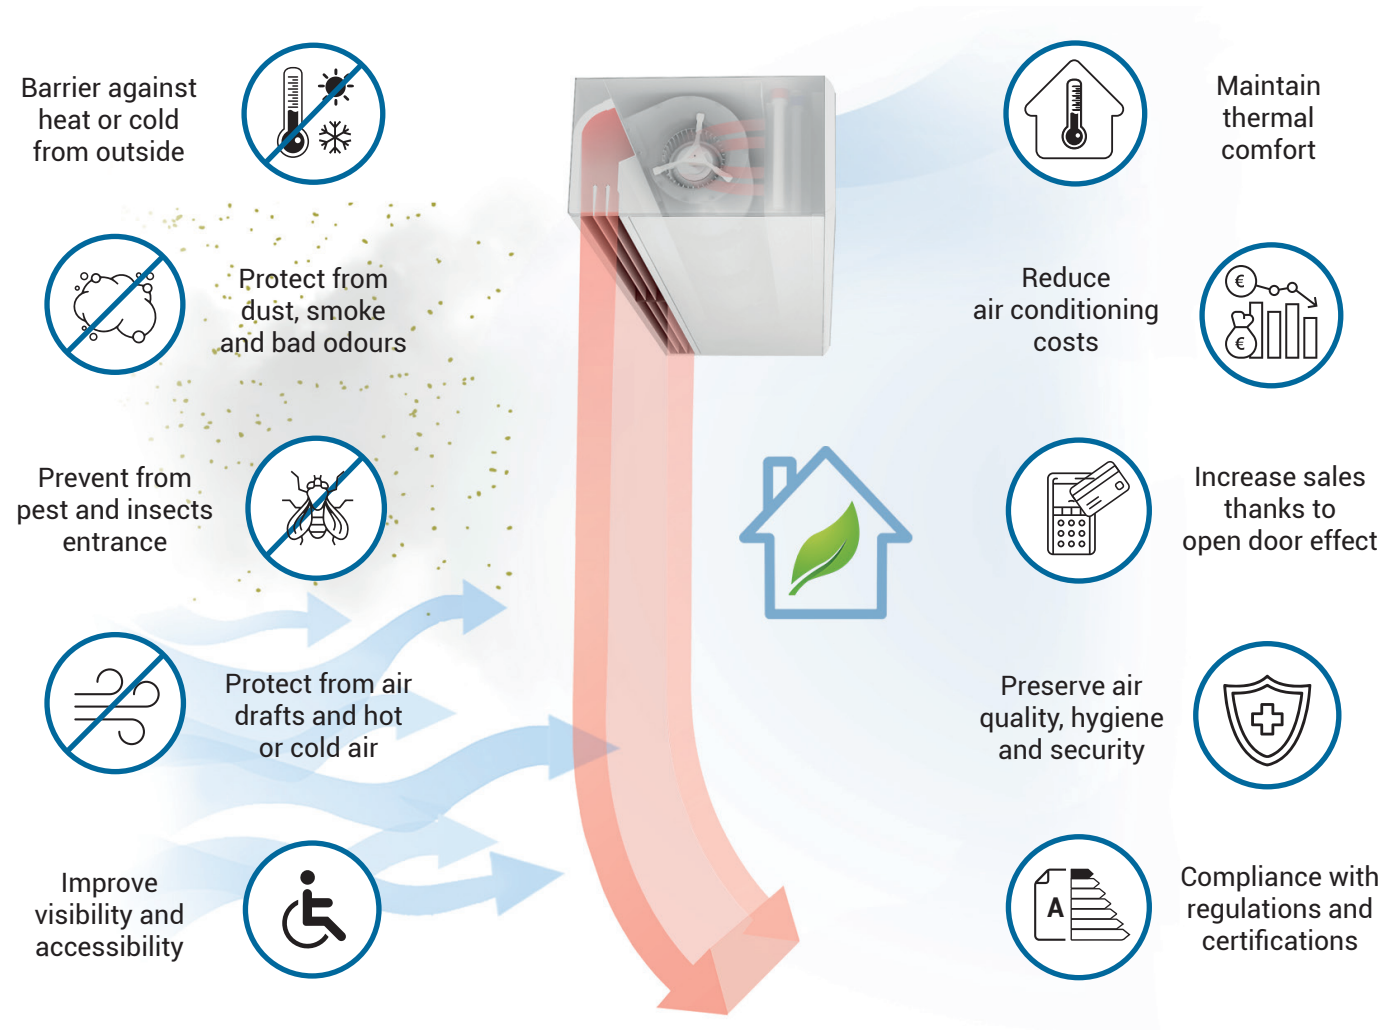 Barrier against
heat or cold
from outside
Protect from
dust, smoke
and bad odours
Prevent from
pest and insects
entrance
Protect from air
drafts and hot
or cold air
Improve
visibility and
accessibility
Maintain
thermal
comfort
Reduce
air conditioning
costs
€
€
Increase sales
thanks to
open door effect
Preserve air
quality, hygiene
and security
A
Compliance with
regulations and
certifications